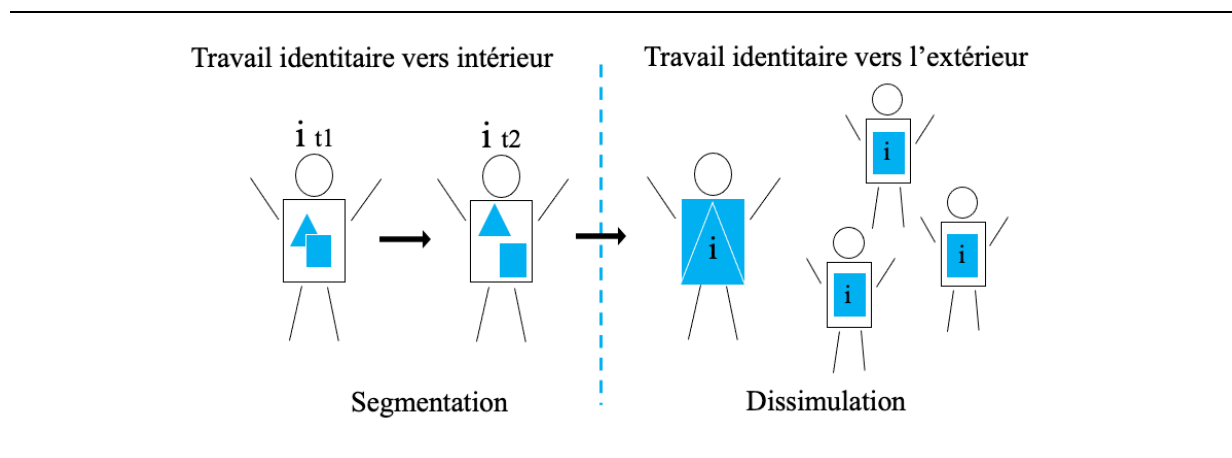 Travail identitaire vers intérieur
Travail identitaire vers l’extérieur
i t1
i t2
i
i
i
i
Segmentation
Dissimulation